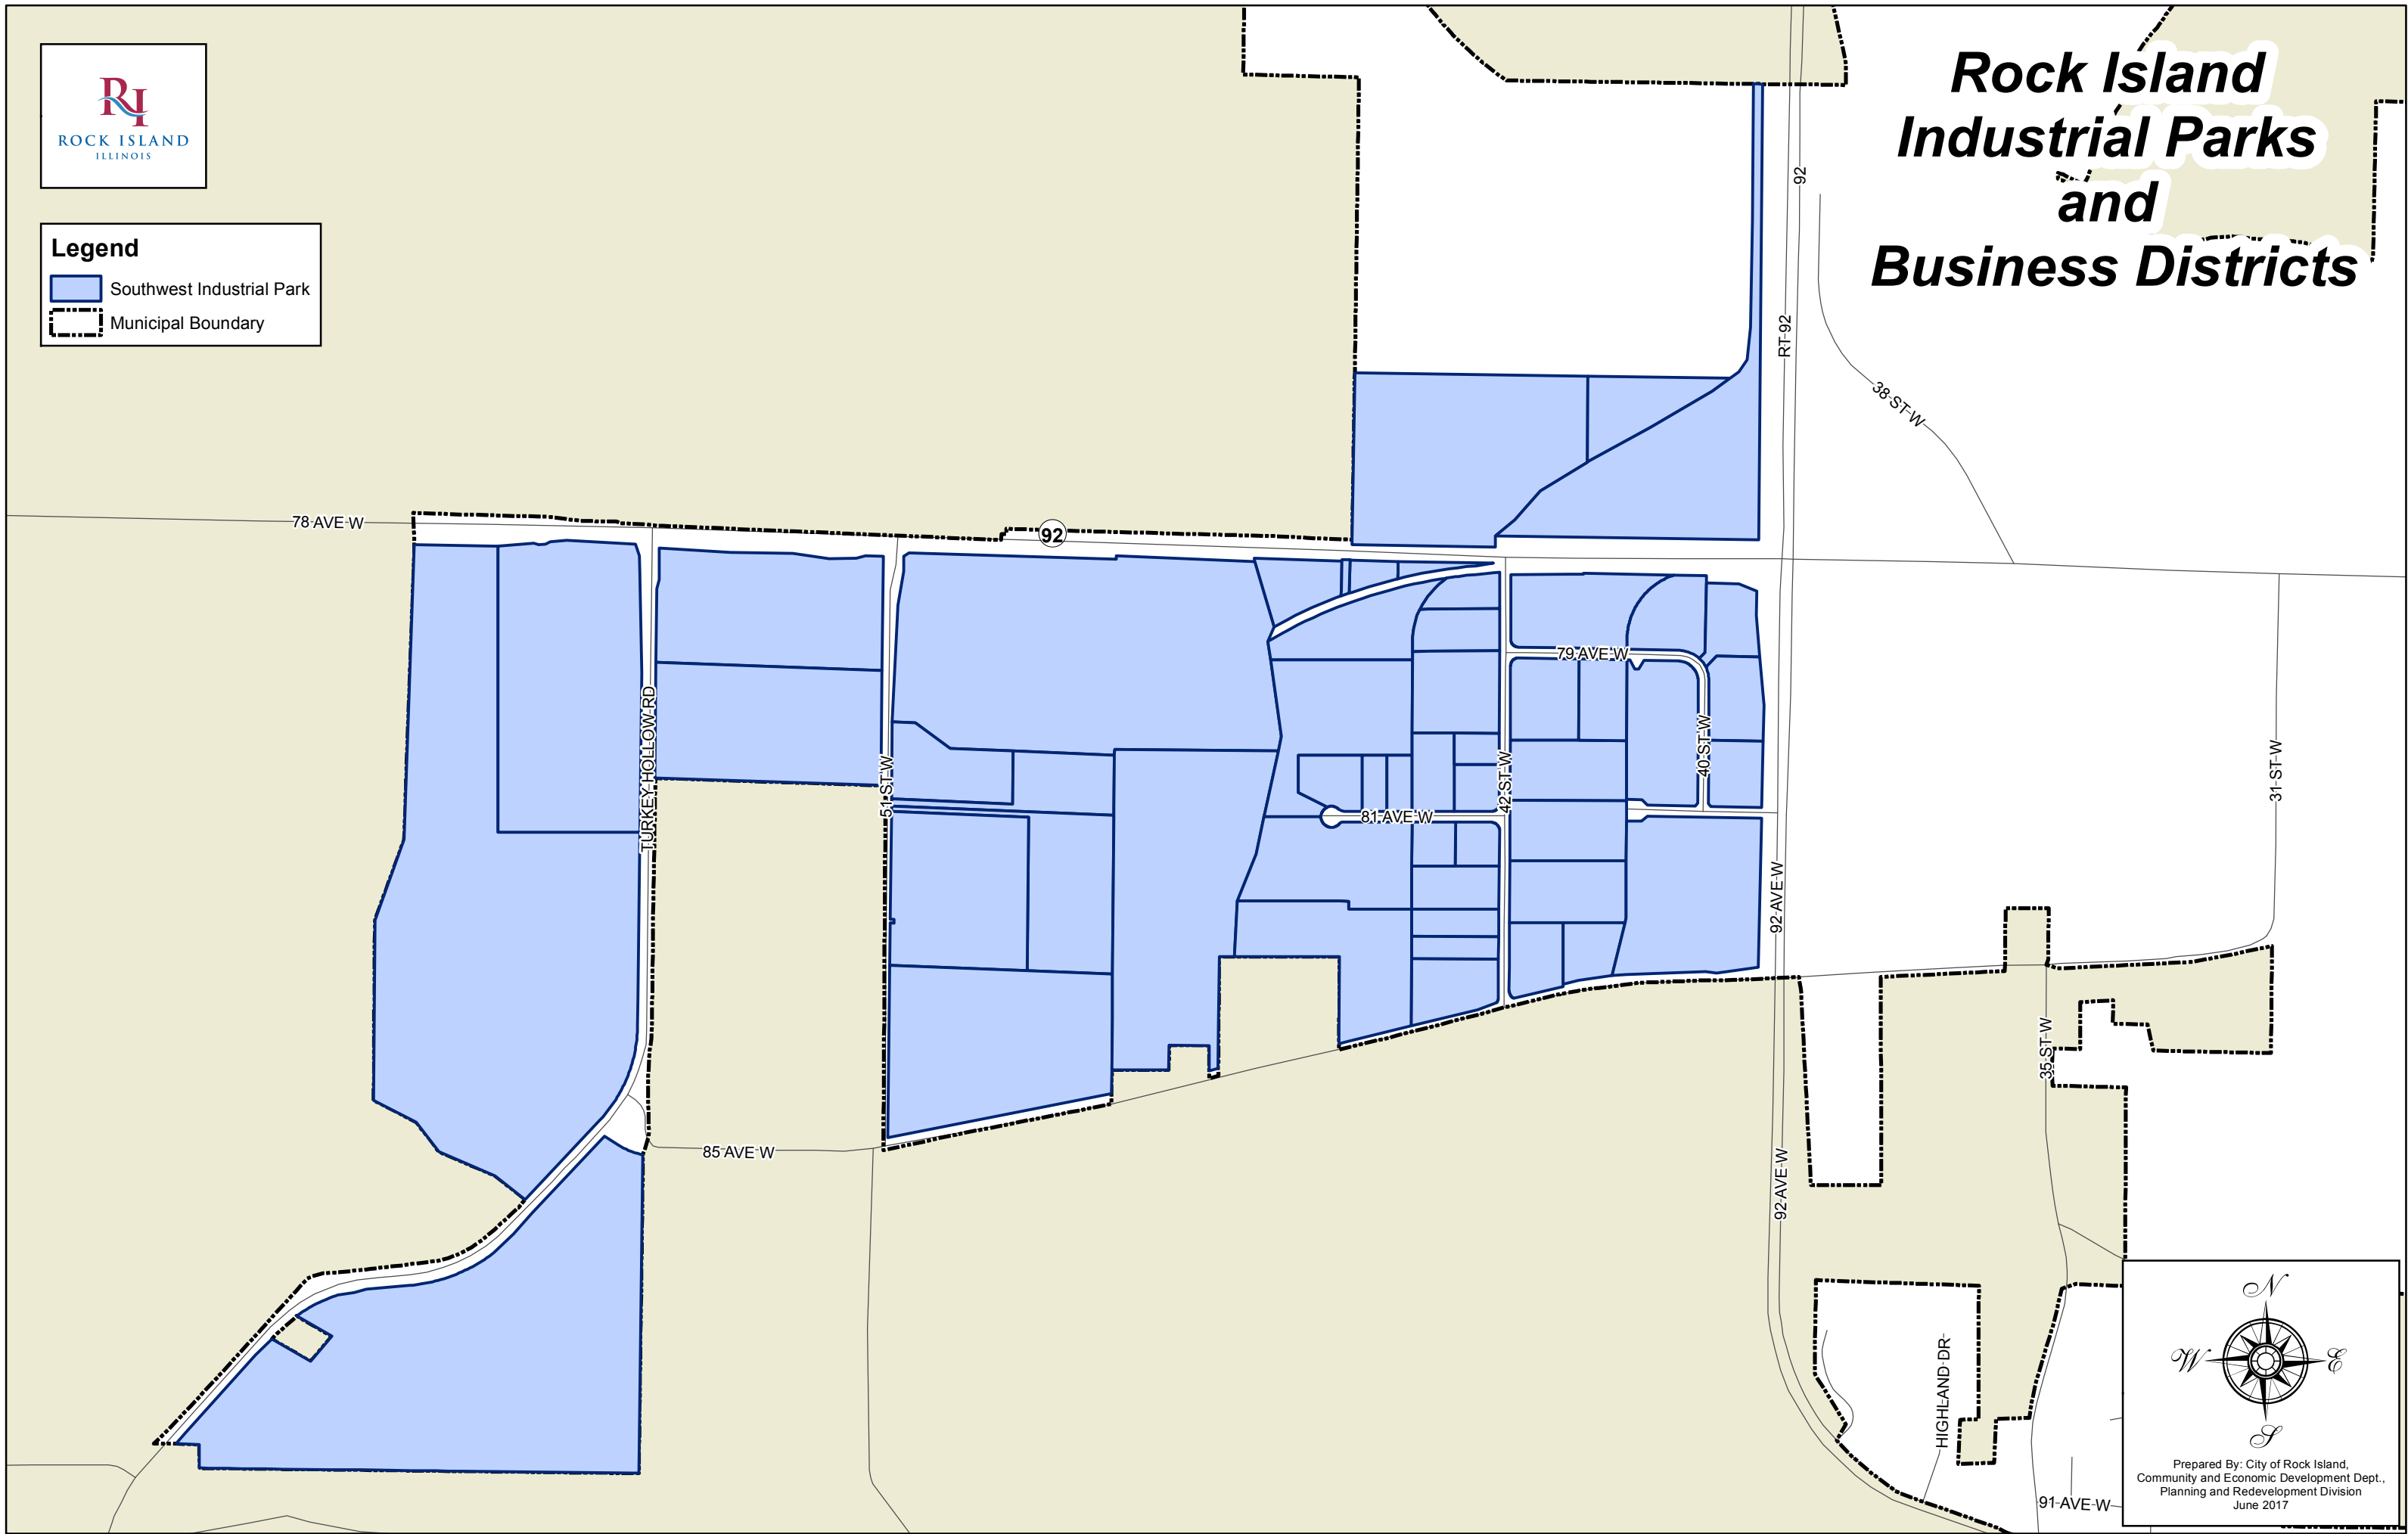 Rock Island
Industrial Parks
and
Business Districts
RI
ROCK ISLAND
ILLINOIS
Legend
Southwest Industrial Park
Municipal Boundary
92
RT 92
38 ST W
78 AVE W
92
79 AVE W
TURKEY HOLLOW RD
51 ST W
42 ST W
40 ST W
31 ST W
81 AVE W
92 AVE W
35 ST W
85 AVE W
92 AVE W
HIGHLAND DR
91 AVE W
N
W
E
S
Prepared By: City of Rock Island,
Community and Economic Development Dept.,
Planning and Redevelopment Division
June 2017